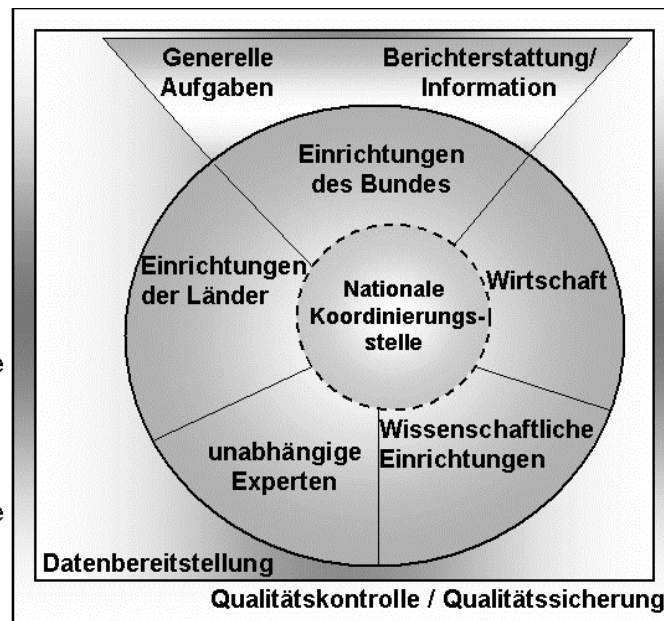 Generelle
Aufgaben
Berichterstattung/
Information
Einrichtungen
des Bundes
Einrichtungen
der Länder
Nationale
Koordinierungs-
stelle
Wirtschaft
e
unabhängige
Experten
Wissenschaftliche
Einrichtungen
e
Datenbereitstellung
Qualitätskontrolle / Qualitätssicherung